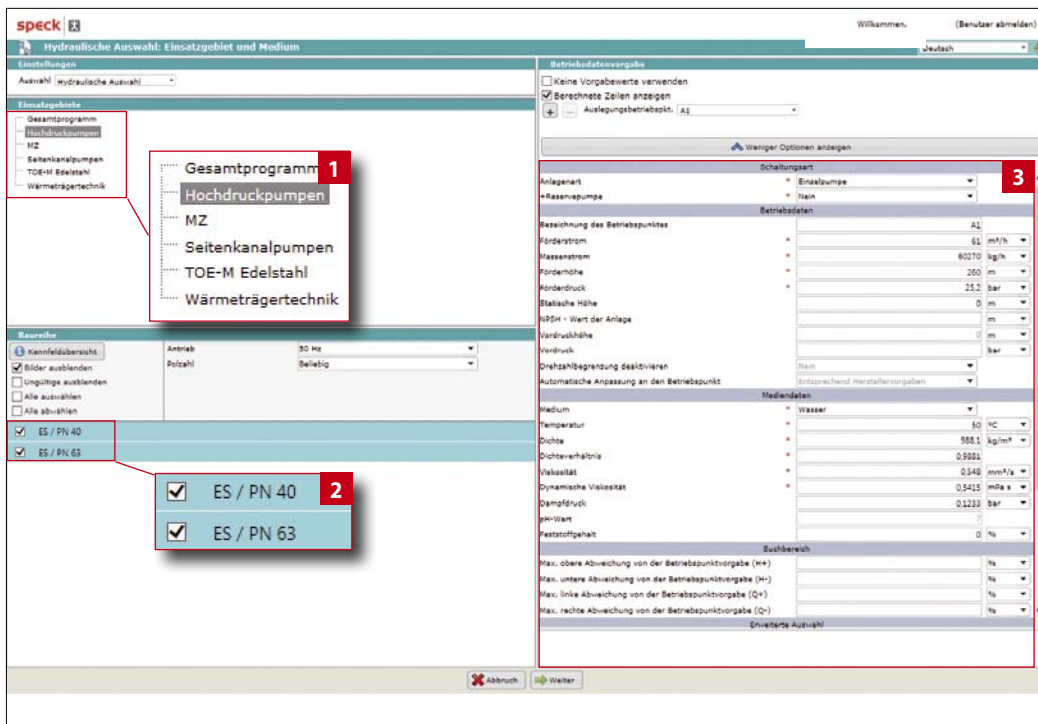 speck
Willkommen. (Benutzer abmelden)
Hydraulische Auswahl: Einsatzgebiet und Medium
Deutsch
Einstellungen
Auswahl Hydraulische Auswahl
Einsatzgebiete
Gesamtprogramm
Hochdruckpumpen
MZ
Seitenkanalpumpen
TOE-M Edelstahl
Wärmeträgertechnik
1
Gesamtprogramm
Hochdruckpumpen
MZ
Seitenkanalpumpen
TOE-M Edelstahl
Wärmeträgertechnik
Baureihe
Kennfeldübersicht
Bilder ausblenden
Ungültige ausblenden
Alle auswählen
Alle abwählen
Antrieb 50 Hz
Polzahl Beliebig
ES / PN 40
ES / PN 63
2
ES / PN 40
ES / PN 63
Betriebsdatenvorgabe
Keine Vorgabewerte verwenden
Berechnete Zeilen anzeigen
+ - Auslegungsbetriebspkt. A1
Weniger Optionen anzeigen
3
Schaltungsart
Anlagenart * Einzelpumpe
+Reservepumpe * Nein
Betriebsdaten
Bezeichnung des Betriebspunktes A1
Förderstrom * 61 m³/h
Massenstrom * 60270 kg/h
Förderhöhe * 260 m
Förderdruck * 25,2 bar
Statische Höhe 0 m
NPSH - Wert der Anlage m
Vordruckhöhe 0 m
Vordruck bar
Drehzahlbegrenzung deaktivieren Nein
Automatische Anpassung an den Betriebspunkt Entsprechend Herstellervorgaben
Mediendaten
Medium * Wasser
Temperatur * 50 °C
Dichte * 988,1 kg/m³
Dichteverhältnis * 0,9881
Viskosität * 0,548 mm²/s
Dynamische Viskosität * 0,5415 mPa s
Dampfdruck 0,1233 bar
pH-Wert 7
Feststoffgehalt 0 %
Suchbereich
Max. obere Abweichung von der Betriebspunktvorgabe (H+) %
Max. untere Abweichung von der Betriebspunktvorgabe (H-) %
Max. linke Abweichung von der Betriebspunktvorgabe (Q+) %
Max. rechte Abweichung von der Betriebspunktvorgabe (Q-) %
Erweiterte Auswahl
Abbruch Weiter